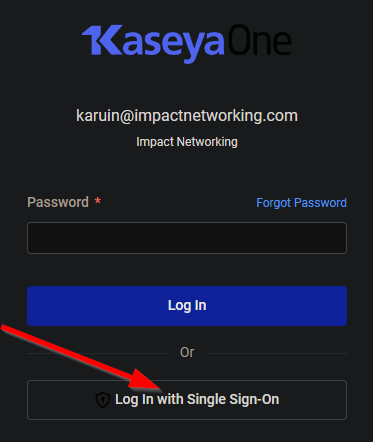 KaseyaOne
karuin@impactnetworking.com
Impact Networking
Password * Forgot Password
Log In
Or
Log In with Single Sign-On